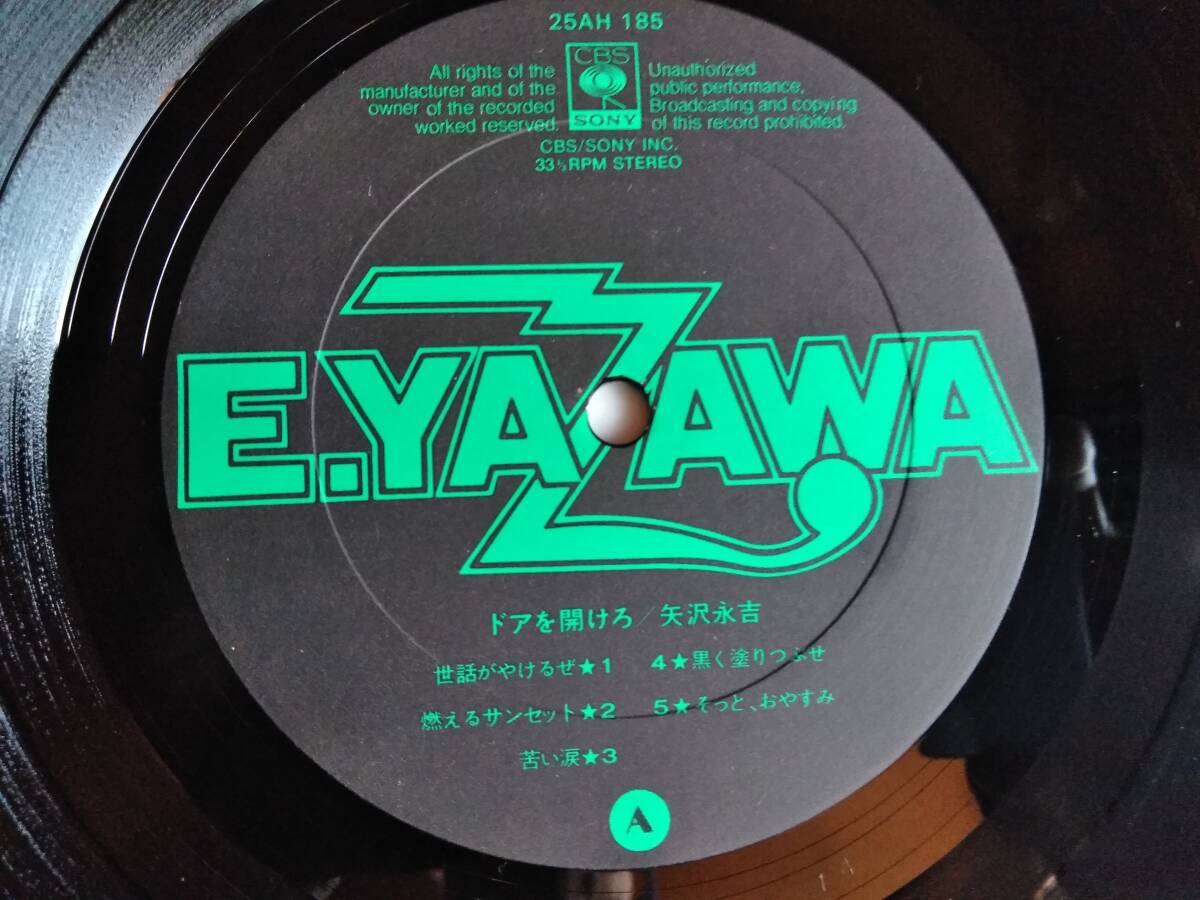 25AH 185
All rights of the
manufacturer and of the
owner of the recorded
worked reserved.
CBS
SONY
Unauthorized
public performance,
Broadcasting and copying
of this record prohibited.
CBS/SONY INC.
33⅓RPM STEREO
E.YAZAWA
ドアを開けろ/矢沢永吉
世話がやけるぜ★1
燃えるサンセット★2
苦い涙★3
4★黒く塗りつぶせ
5★そっと、おやすみ
A